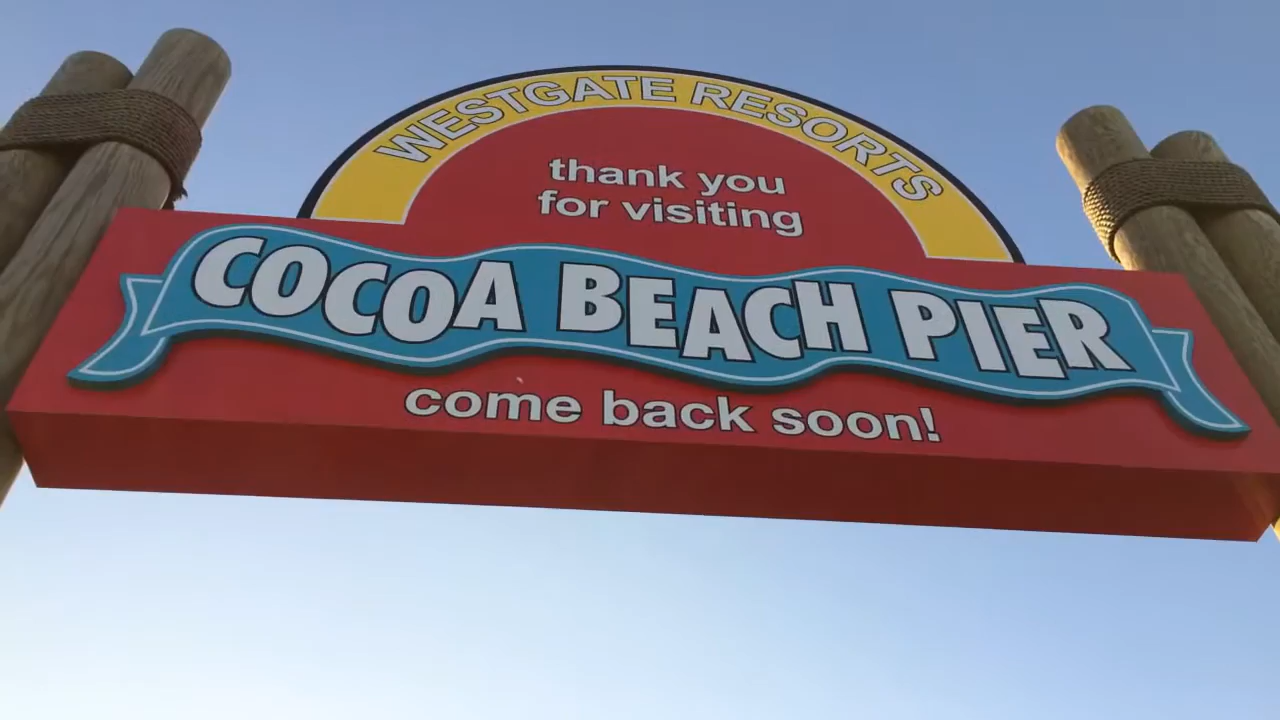 WESTGATE RESORTS
thank you
for visiting
COCOA BEACH PIER
come back soon!